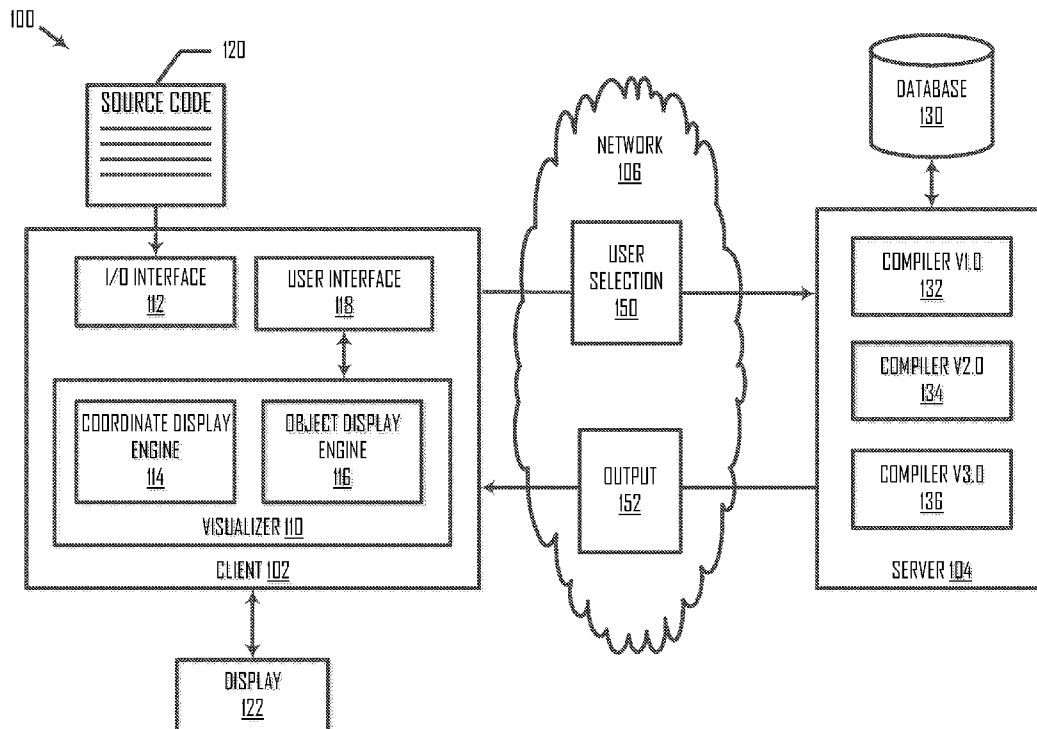 100
120
SOURCE CODE
DATABASE
130
NETWORK
106
I/O INTERFACE
112
USER INTERFACE
118
USER
SELECTION
150
COMPILER V1.0
132
COMPILER V2.0
134
COORDINATE DISPLAY
ENGINE
114
OBJECT DISPLAY
ENGINE
116
OUTPUT
152
COMPILER V3.0
136
VISUALIZER 110
CLIENT 102
SERVER 104
DISPLAY
122